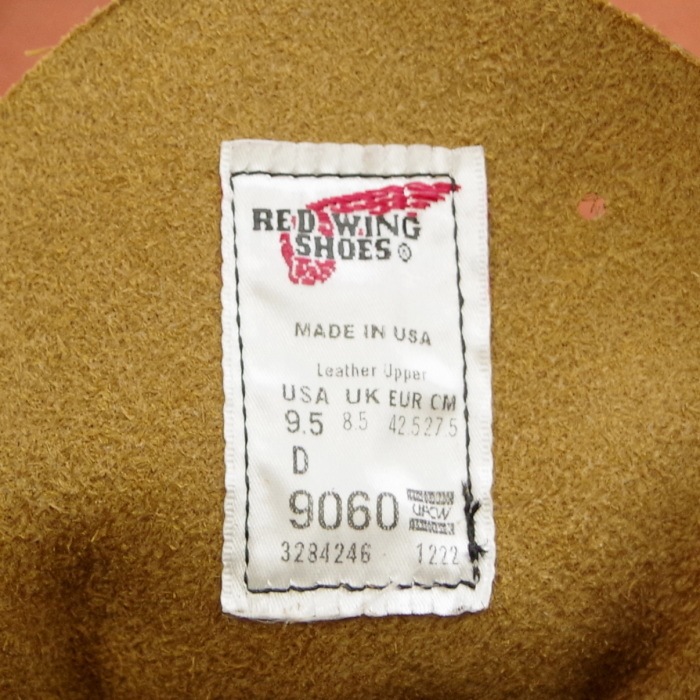 RED WING
SHOES ®
MADE IN USA
Leather Upper
USA UK EUR CM
9.5 8.5 42.5 27.5
D
9060 UFCW
3284246 1222